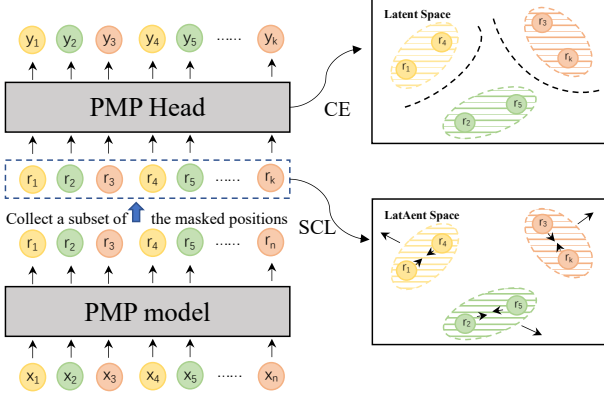 y1 y2 y3 y4 y5 ...... yk
PMP Head
CE
r1 r2 r3 r4 r5 ...... rk
Collect a subset of the masked positions
SCL
r1 r2 r3 r4 r5 ...... rn
PMP model
x1 x2 x3 x4 x5 ...... xn
Latent Space
r1 r4
r3 rk
r2 r5
LatAent Space
r1 r4
r3 rk
r2 r5